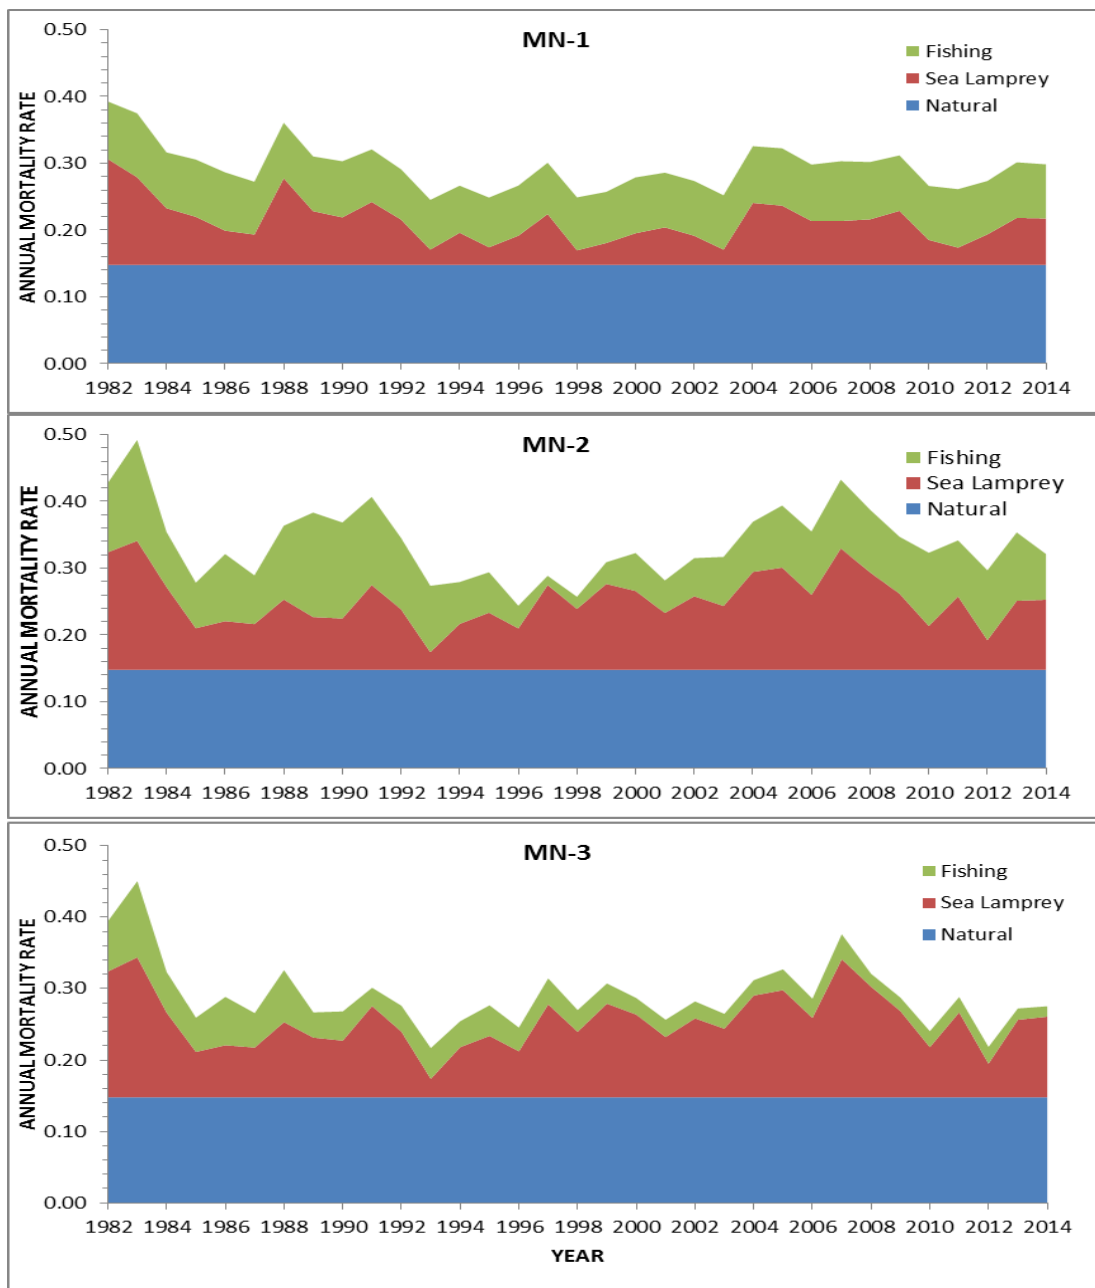 MN-1
Fishing
Sea Lamprey
Natural
ANNUAL MORTALITY RATE
0.50
0.40
0.30
0.20
0.10
0.00
1982 1984 1986 1988 1990 1992 1994 1996 1998 2000 2002 2004 2006 2008 2010 2012 2014
MN-2
Fishing
Sea Lamprey
Natural
ANNUAL MORTALITY RATE
0.50
0.40
0.30
0.20
0.10
0.00
1982 1984 1986 1988 1990 1992 1994 1996 1998 2000 2002 2004 2006 2008 2010 2012 2014
MN-3
Fishing
Sea Lamprey
Natural
ANNUAL MORTALITY RATE
0.50
0.40
0.30
0.20
0.10
0.00
1982 1984 1986 1988 1990 1992 1994 1996 1998 2000 2002 2004 2006 2008 2010 2012 2014
YEAR